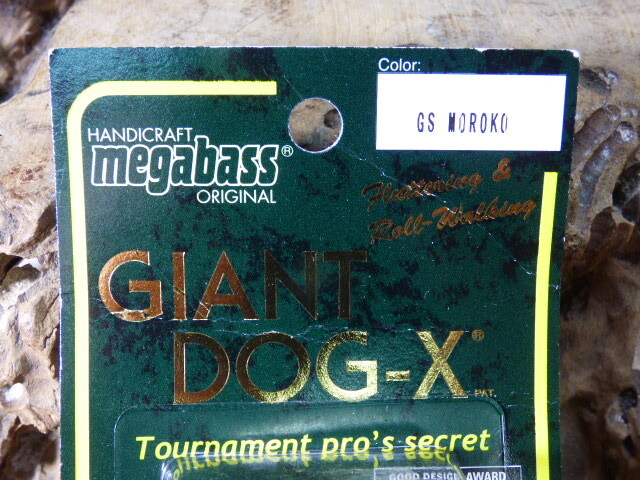 Color:
GS MOROKO
HANDICRAFT
megabass®
ORIGINAL
Fluttering &
Roll-Walking
GIANT
DOG-X®
PAT.
Tournament pro's secret
GOOD DESIGN AWARD